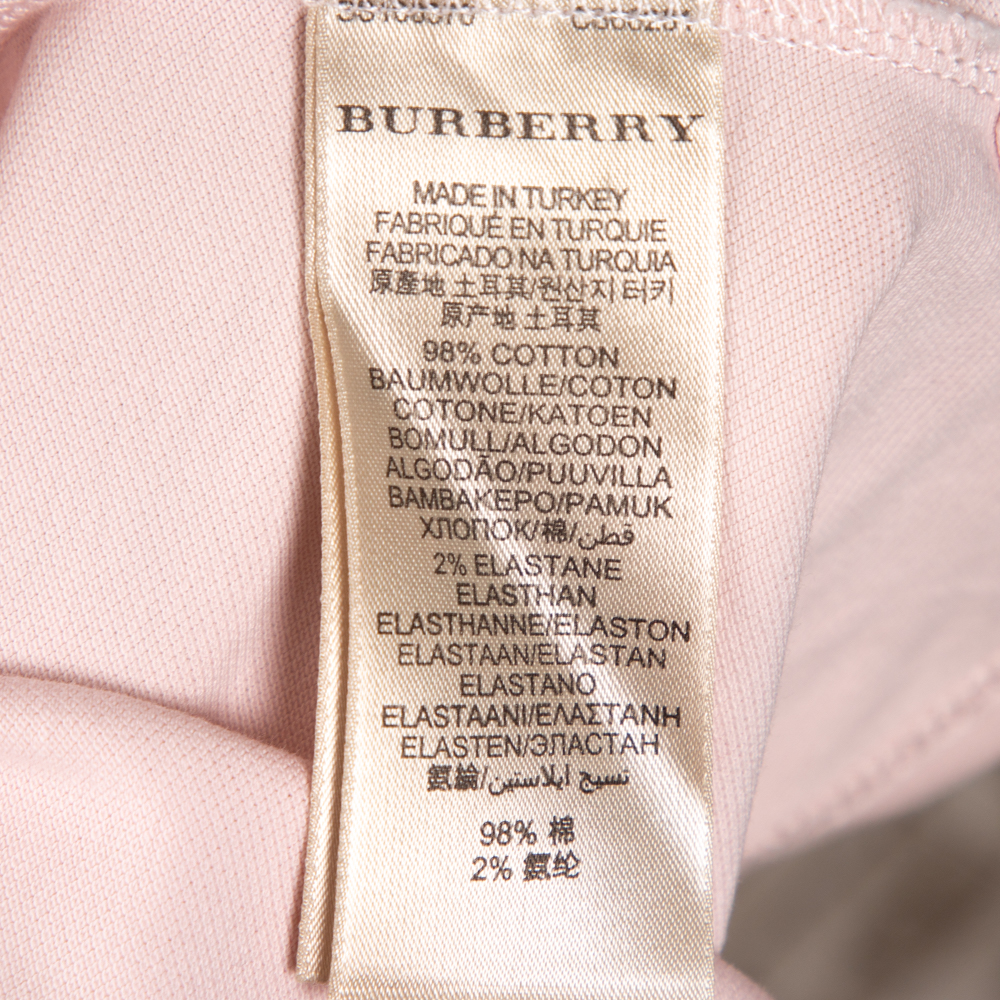 BURBERRY
MADE IN TURKEY
FABRIQUÉ EN TURQUIE
FABRICADO NA TURQUIA
原產地 土耳其/원산지 터키
原产地 土耳其
98% COTTON
BAUMWOLLE/COTON
COTONE/KATOEN
BOMULL/ALGODON
ALGODÃO/PUUVILLA
ΒΑΜΒΑΚΕΡΟ/PAMUK
ХЛОПОК/棉/قطن
2% ELASTANE
ELASTHAN
ELASTHANNE/ELASTON
ELASTAAN/ELASTAN
ELASTANO
ELASTAANI/ΕΛΑΣΤΑΝΗ
ELASTEN/ЭЛАСТАН
氨綸/نسيج ايلاستين
98% 棉
2% 氨纶